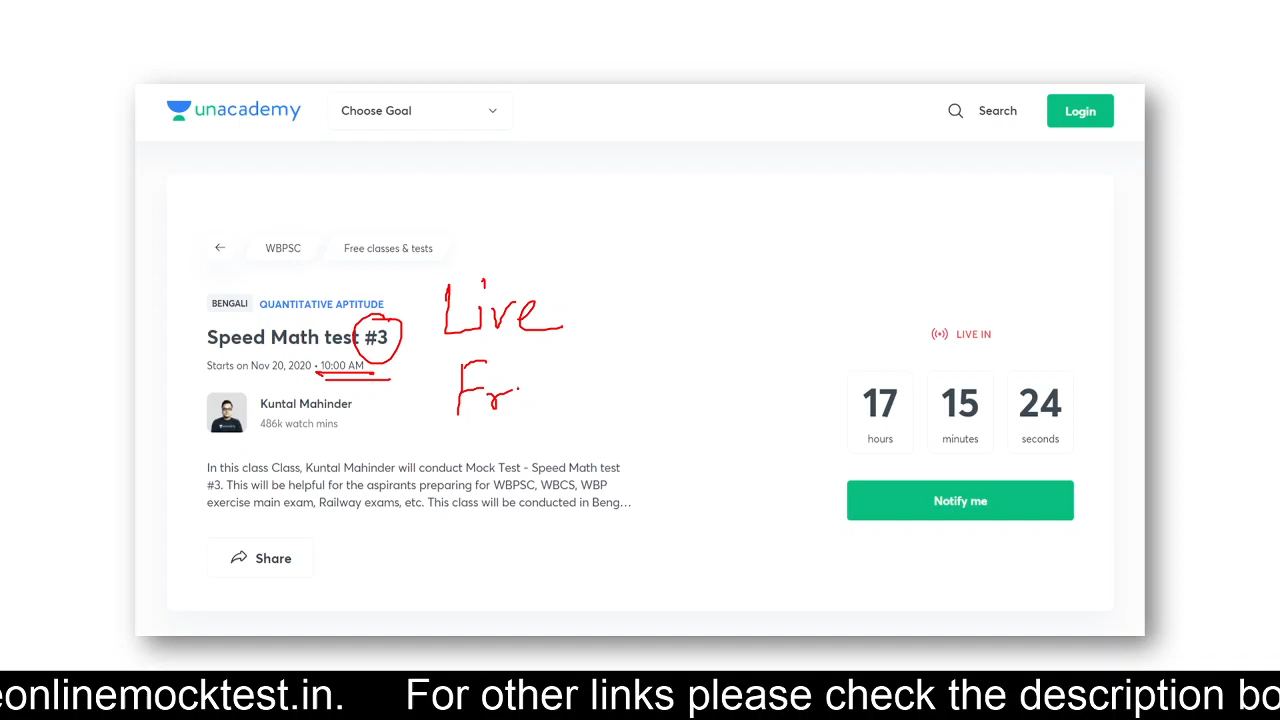 unacademy
Choose Goal
Search
Login
WBPSC
Free classes & tests
BENGALI
QUANTITATIVE APTITUDE
Speed Math test #3
Starts on Nov 20, 2020 • 10:00 AM
Kuntal Mahinder
486k watch mins
In this class Class, Kuntal Mahinder will conduct Mock Test - Speed Math test
#3. This will be helpful for the aspirants preparing for WBPSC, WBCS, WBP
exercise main exam, Railway exams, etc. This class will be conducted in Beng...
Share
Live
Fr
LIVE IN
17
15
24
hours
minutes
seconds
Notify me
eonlinemocktest.in. For other links please check the description bo